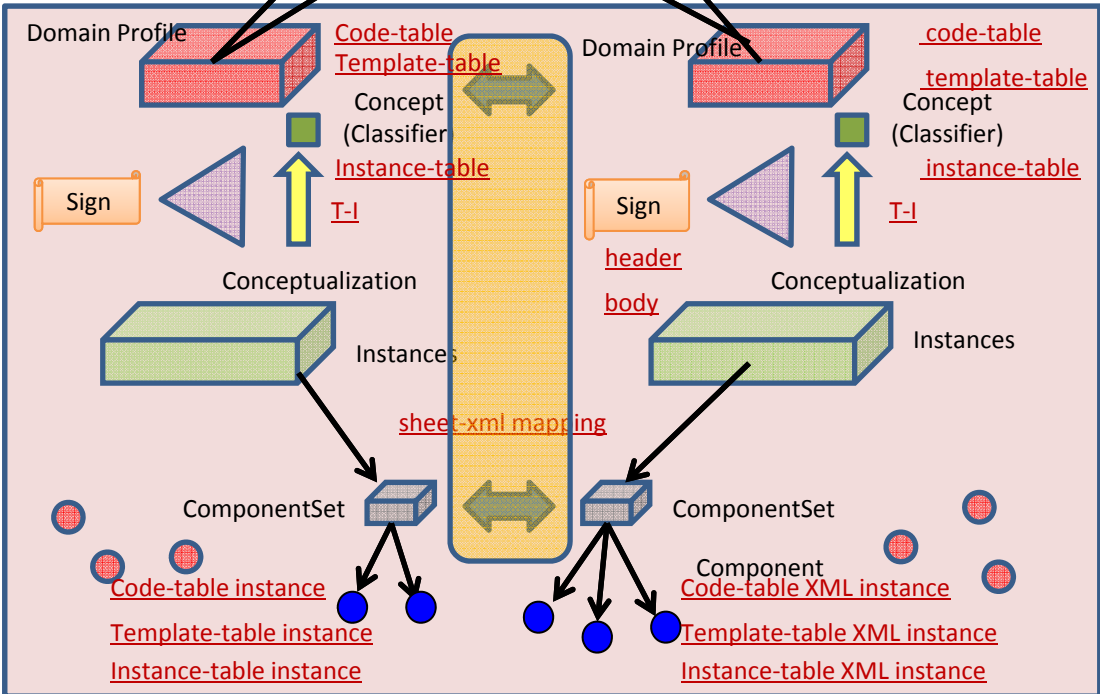 Domain Profile
Code-table
Template-table
Concept
(Classifier)
Instance-table
Sign
T-I
Conceptualization
Instances
sheet-xml mapping
ComponentSet
Code-table instance
Template-table instance
Instance-table instance
Domain Profile
code-table
template-table
Concept
(Classifier)
instance-table
Sign
T-I
header
body
Conceptualization
Instances
ComponentSet
Component
Code-table XML instance
Template-table XML instance
Instance-table XML instance